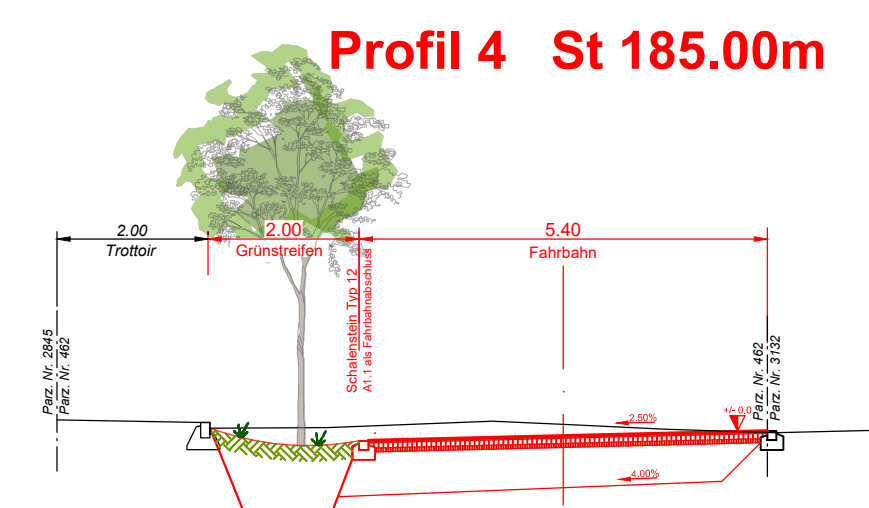 Profil 4 St 185.00m
2.00
Trottoir
2.00
Grünstreifen
5.40
Fahrbahn
Schalenstein Typ 12
A1.1 als Fahrbahnabschluss
Parz. Nr. 2845
Parz. Nr. 462
Parz. Nr. 462
Parz. Nr. 3132
+/- 0.0
2.50%
4.00%